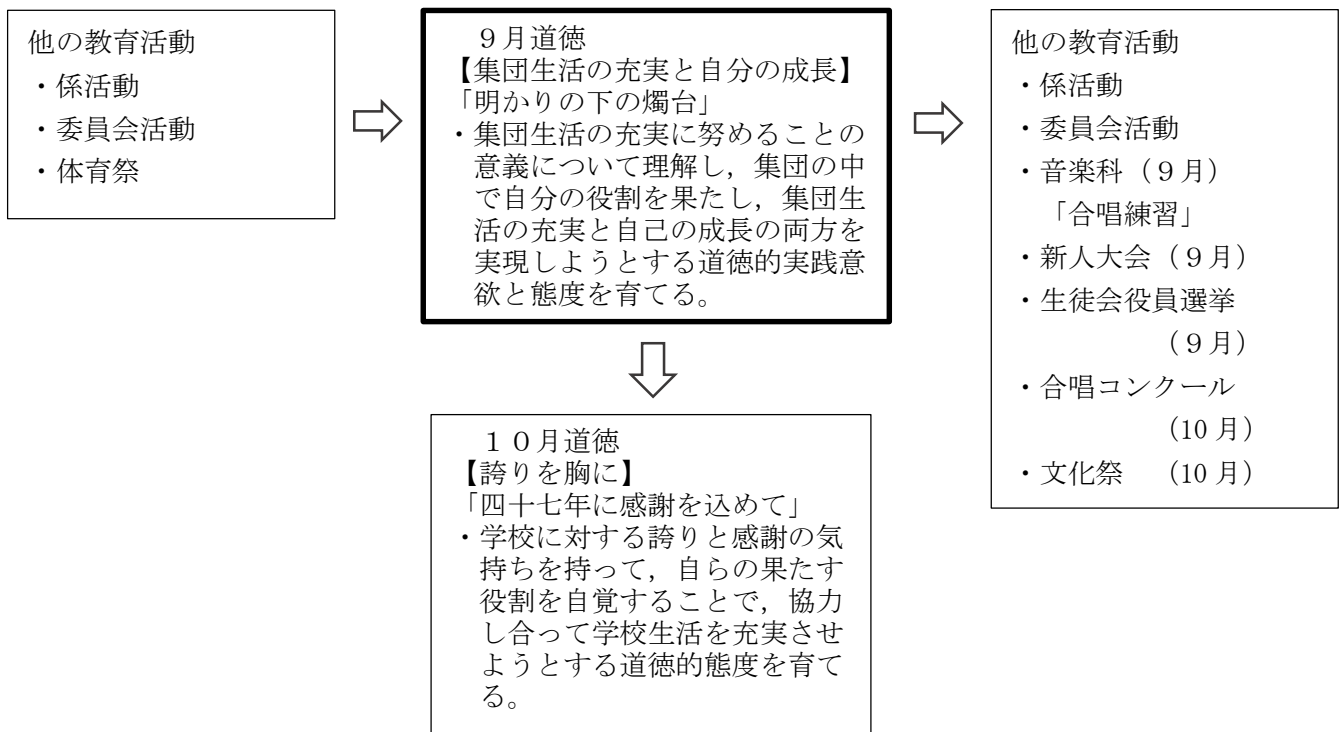 他の教育活動
・係活動
・委員会活動
・体育祭
９月道徳
【集団生活の充実と自分の成長】
「明かりの下の燭台」
・集団生活の充実に努めることの
意義について理解し，集団の中
で自分の役割を果たし，集団生
活の充実と自己の成長の両方を
実現しようとする道徳的実践意
欲と態度を育てる。
１０月道徳
【誇りを胸に】
「四十七年に感謝を込めて」
・学校に対する誇りと感謝の気
持ちを持って，自らの果たす
役割を自覚することで，協力
し合って学校生活を充実させ
ようとする道徳的態度を育て
る。
他の教育活動
・係活動
・委員会活動
・音楽科（９月）
「合唱練習」
・新人大会（９月）
・生徒会役員選挙
（９月）
・合唱コンクール
（10 月）
・文化祭　（10 月）